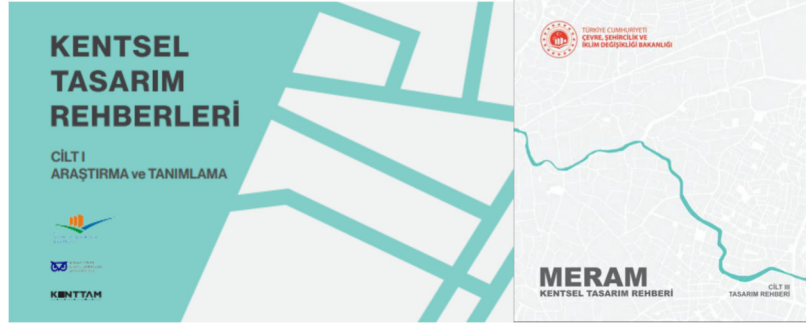 KENTSEL
TASARIM
REHBERLERİ
CİLT I
ARAŞTIRMA ve TANIMLAMA
KENTTAM
TÜRKİYE CUMHURİYETİ
ÇEVRE, ŞEHİRCİLİK VE
İKLİM DEĞİŞİKLİĞİ BAKANLIĞI
MERAM
KENTSEL TASARIM REHBERİ
CİLT III
TASARIM REHBERİ